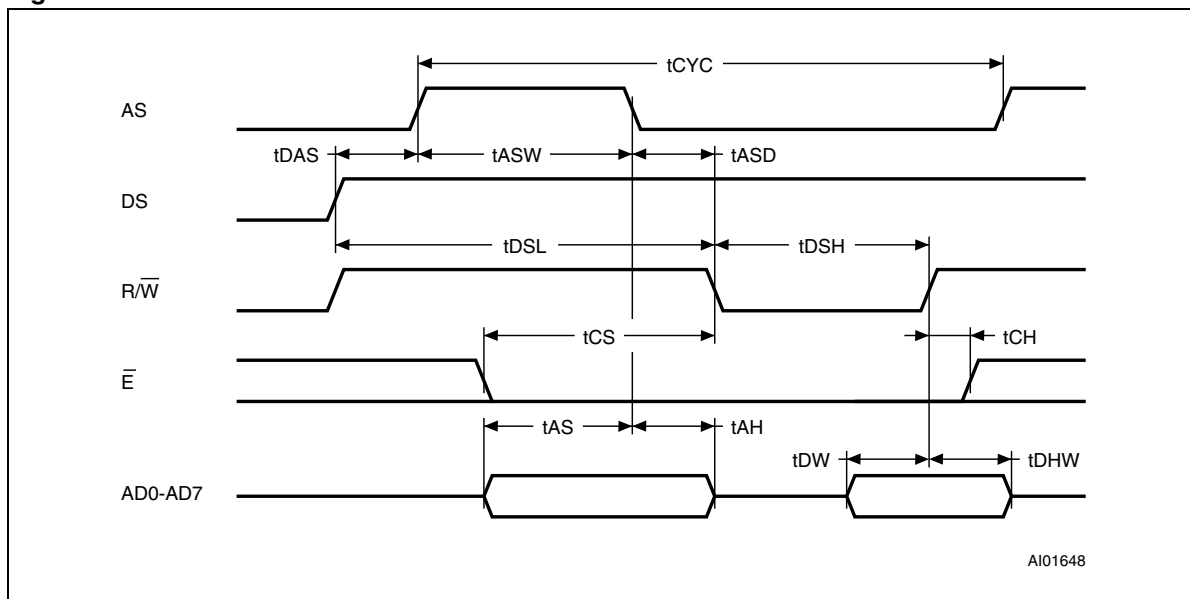 g
tCYC
AS
tDAS tASW tASD
DS
tDSL tDSH
R/W̅
tCS tCH
E̅
tAS tAH
tDW tDHW
AD0-AD7
AI01648